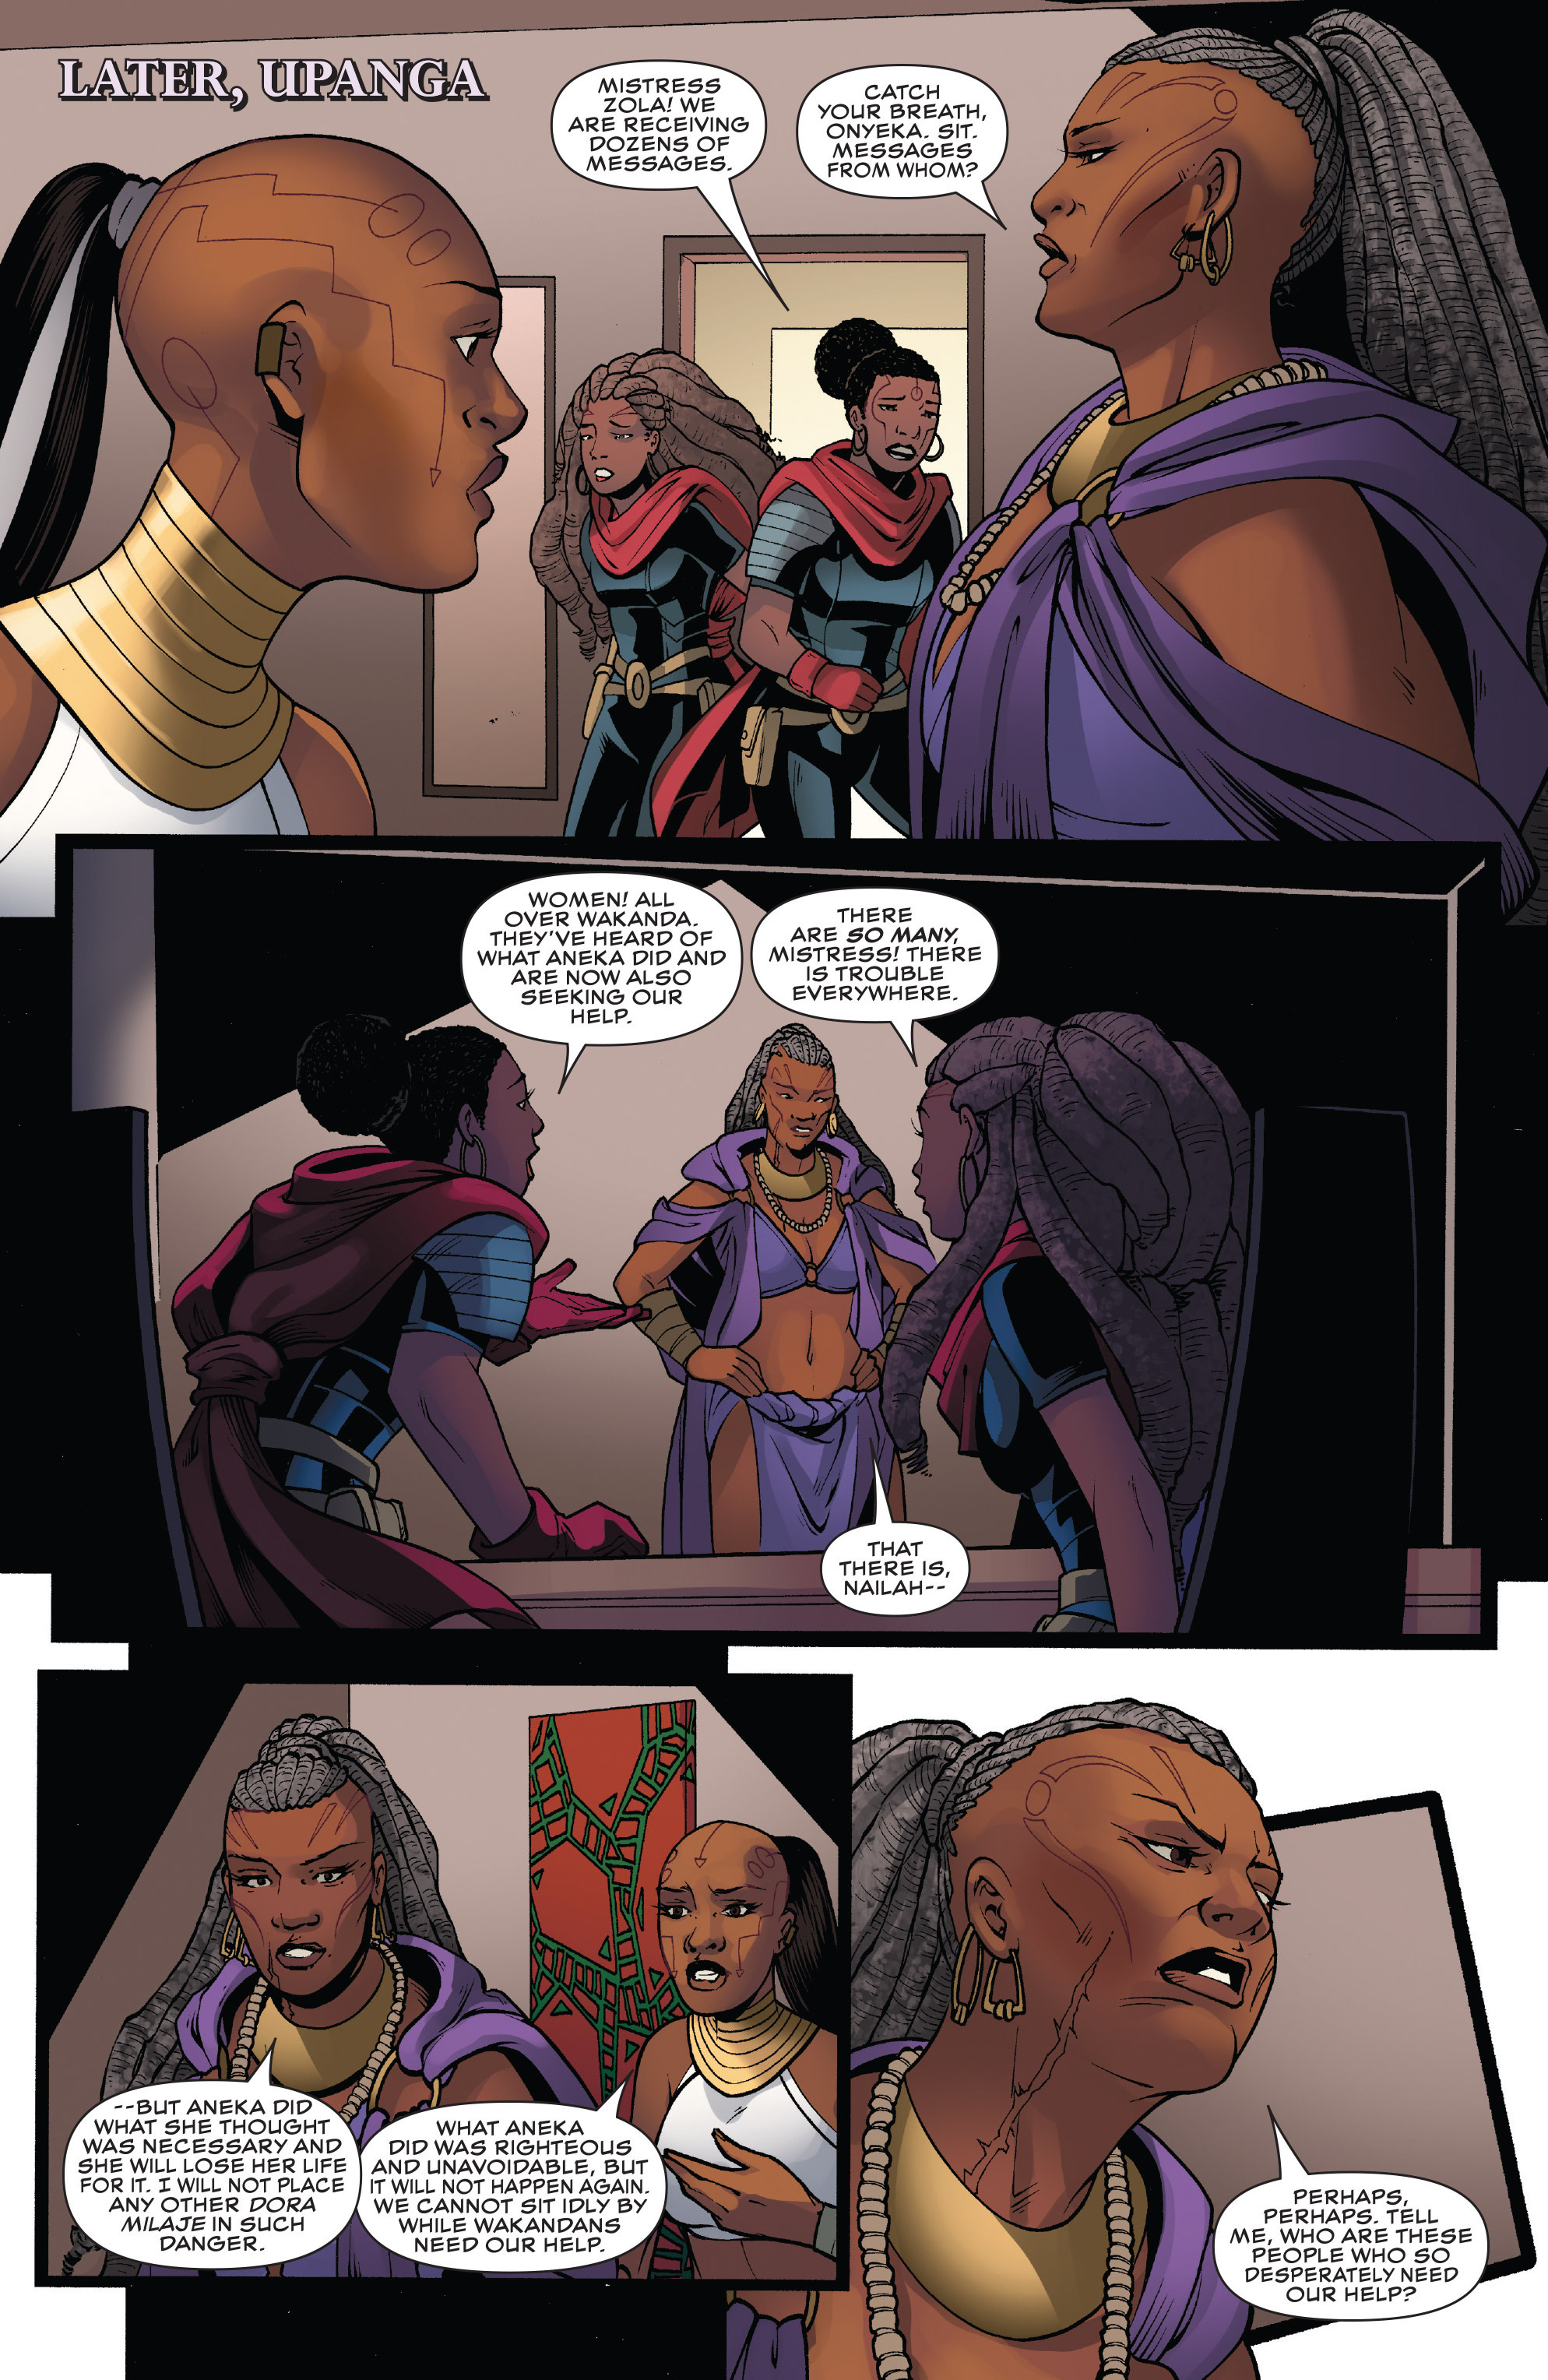 LATER, UPANGA
MISTRESS
ZOLA! WE
ARE RECEIVING
DOZENS OF
MESSAGES.
CATCH
YOUR BREATH,
ONYEKA. SIT.
MESSAGES
FROM WHOM?
WOMEN! ALL
OVER WAKANDA.
THEY'VE HEARD OF
WHAT ANEKA DID AND
ARE NOW ALSO
SEEKING OUR
HELP.
THERE
ARE SO MANY,
MISTRESS! THERE
IS TROUBLE
EVERYWHERE.
THAT
THERE IS,
NAILAH--
--BUT ANEKA DID
WHAT SHE THOUGHT
WAS NECESSARY AND
SHE WILL LOSE HER LIFE
FOR IT. I WILL NOT PLACE
ANY OTHER DORA
MILAJE IN SUCH
DANGER.
WHAT ANEKA
DID WAS RIGHTEOUS
AND UNAVOIDABLE, BUT
IT WILL NOT HAPPEN AGAIN.
WE CANNOT SIT IDLY BY
WHILE WAKANDANS
NEED OUR HELP.
PERHAPS,
PERHAPS. TELL
ME, WHO ARE THESE
PEOPLE WHO SO
DESPERATELY NEED
OUR HELP?